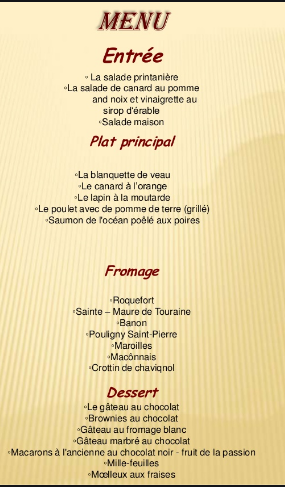 MENU
Entrée
◦ La salade printanière
◦La salade de canard au pomme
and noix et vinaigrette au
sirop d'érable
◦Salade maison
Plat principal
◦La blanquette de veau
◦Le canard à l'orange
◦Le lapin à la moutarde
◦Le poulet avec de pomme de terre (grillé)
◦Saumon de l'océan poêlé aux poires
Fromage
◦Roquefort
◦Sainte – Maure de Touraine
◦Banon
◦Pouligny Saint-Pierre
◦Maroilles
◦Macônnais
◦Crottin de chavignol
Dessert
◦Le gâteau au chocolat
◦Brownies au chocolat
◦Gâteau au fromage blanc
◦Gâteau marbré au chocolat
◦Macarons à l'ancienne au chocolat noir - fruit de la passion
◦Mille-feuilles
◦Mœlleux aux fraises